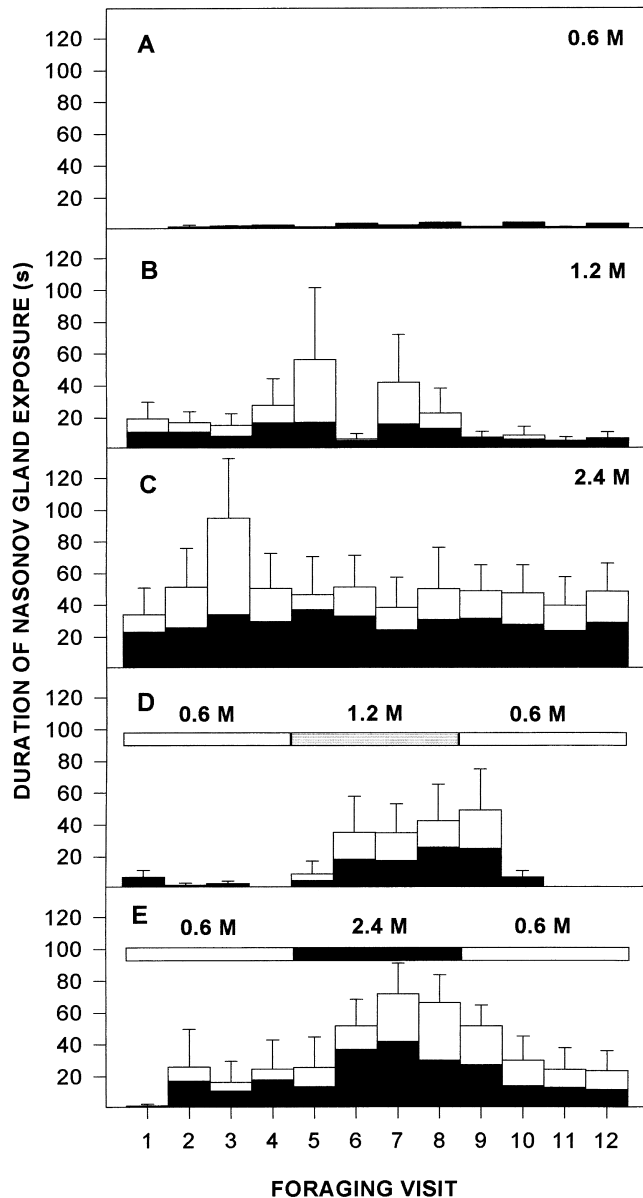 DURATION OF NASONOV GLAND EXPOSURE (s)
A
0.6 M
120
100
80
60
40
20
B
1.2 M
120
100
80
60
40
20
C
2.4 M
120
100
80
60
40
20
D
0.6 M 1.2 M 0.6 M
120
100
80
60
40
20
E
0.6 M 2.4 M 0.6 M
120
100
80
60
40
20
1 2 3 4 5 6 7 8 9 10 11 12
FORAGING VISIT